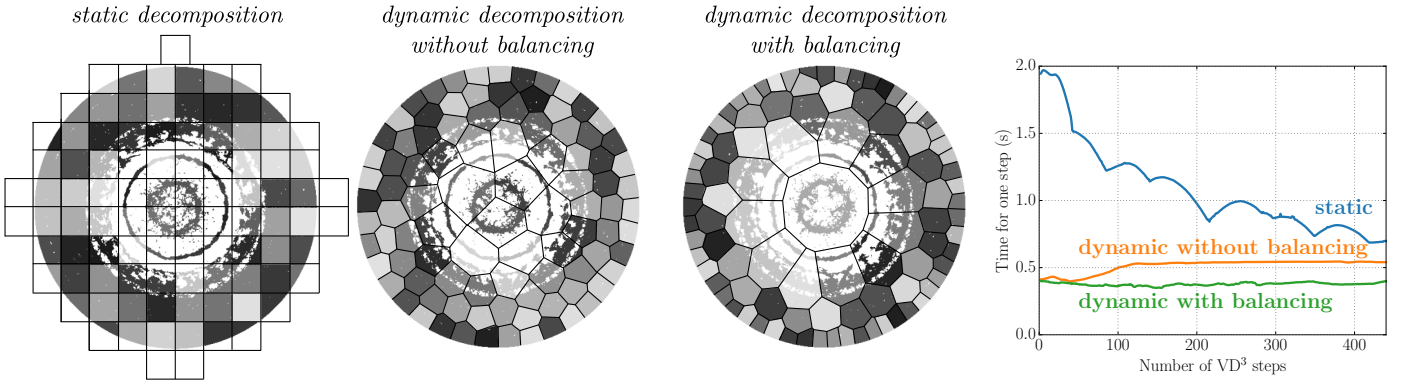 static decomposition
dynamic decomposition
without balancing
dynamic decomposition
with balancing
Time for one step (s)
2.0
1.5
1.0
0.5
0.0
static
dynamic without balancing
dynamic with balancing
0 100 200 300 400
Number of VD³ steps